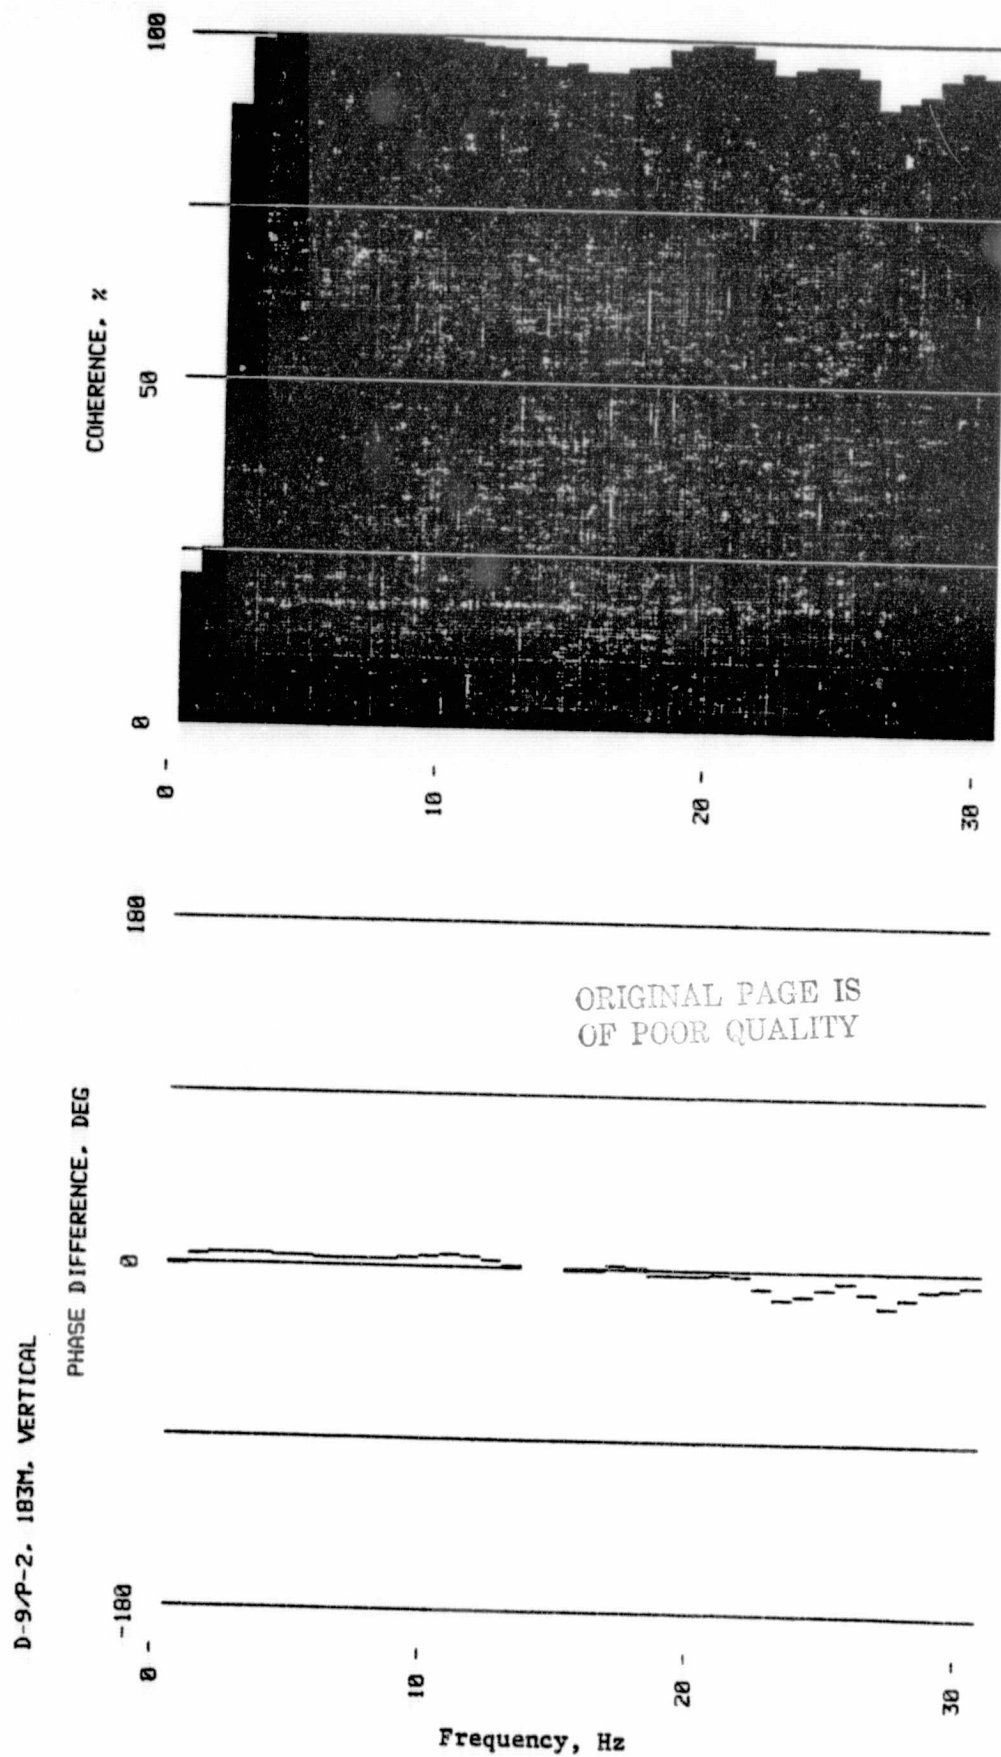 D-9/P-2, 183M, VERTICAL
PHASE DIFFERENCE, DEG
-180
0
180
0 -
10 -
20 -
30 -
Frequency, Hz
COHERENCE, %
0
50
100
0 -
10 -
20 -
30 -
ORIGINAL PAGE IS
OF POOR QUALITY